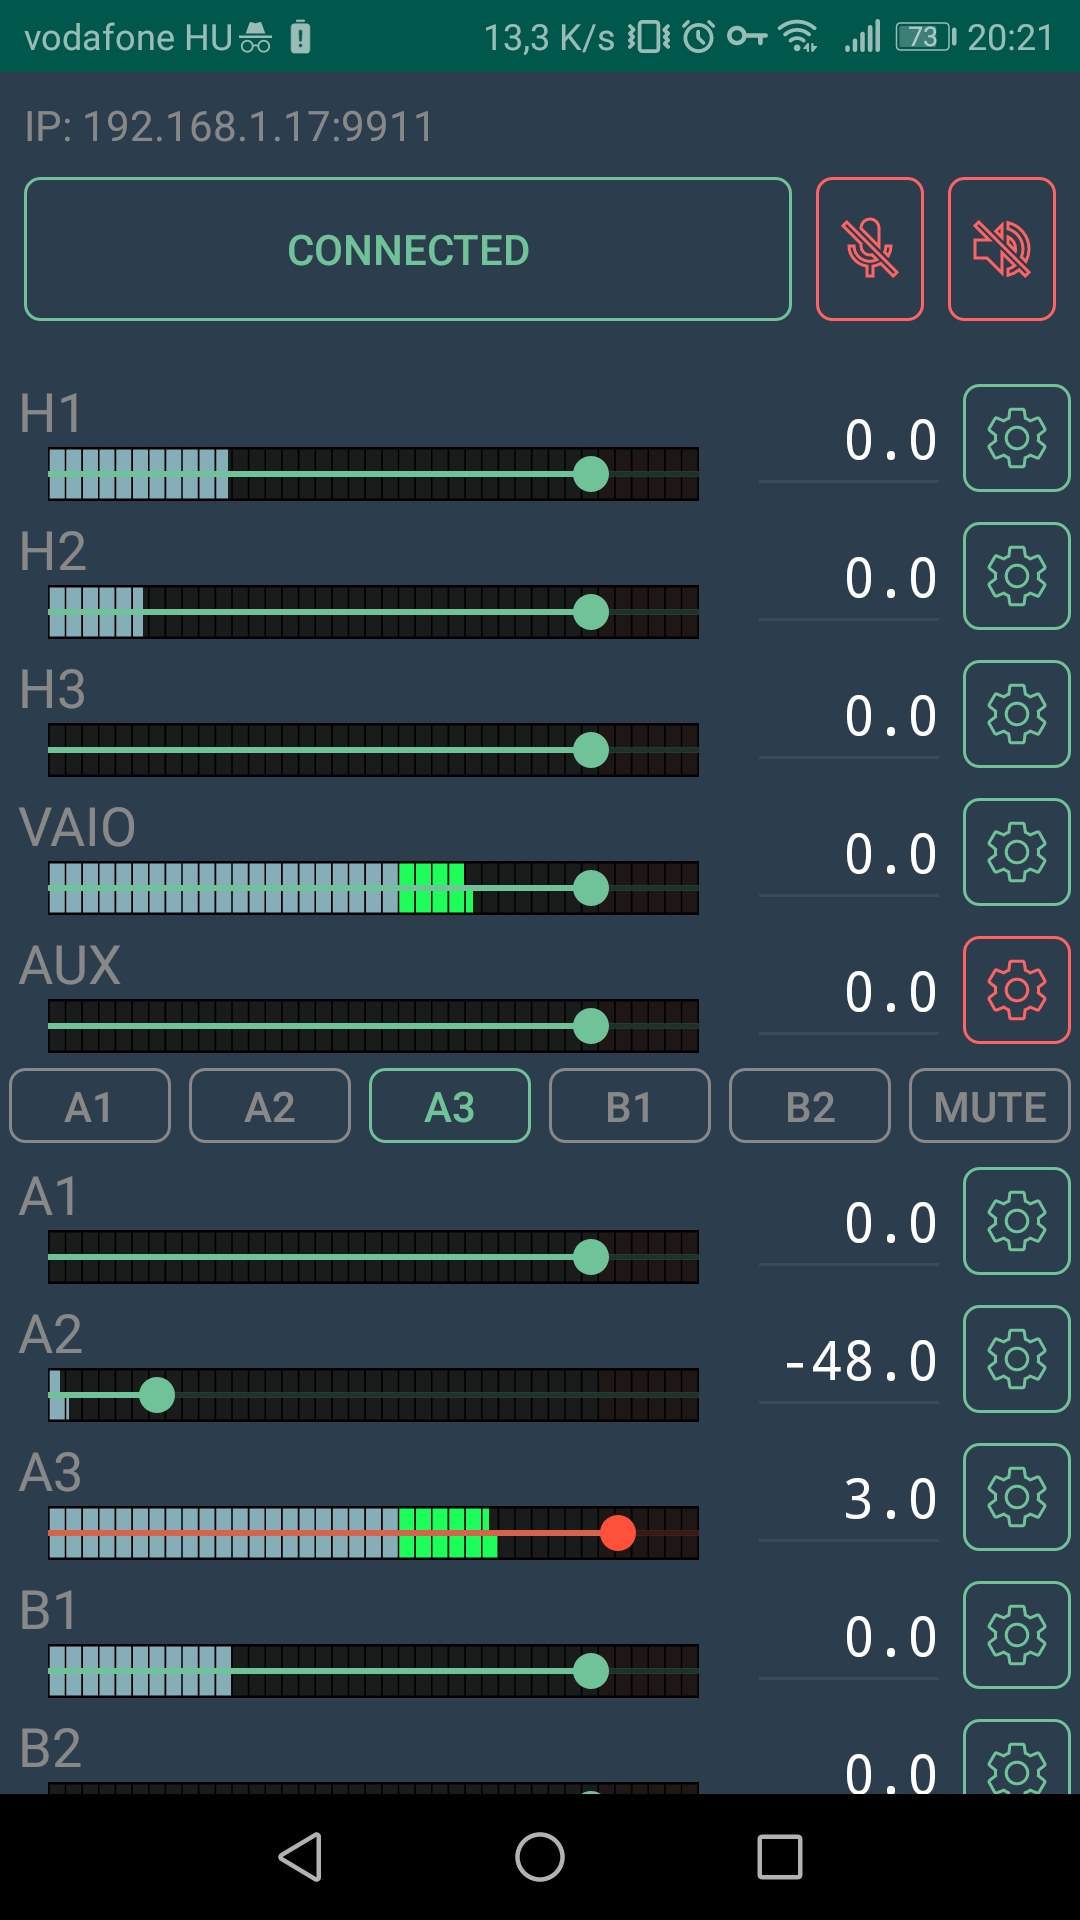 vodafone HU 13,3 K/s 73 20:21
IP: 192.168.1.17:9911
CONNECTED
H1 0.0
H2 0.0
H3 0.0
VAIO 0.0
AUX 0.0
A1 A2 A3 B1 B2 MUTE
A1 0.0
A2 -48.0
A3 3.0
B1 0.0
B2 0.0